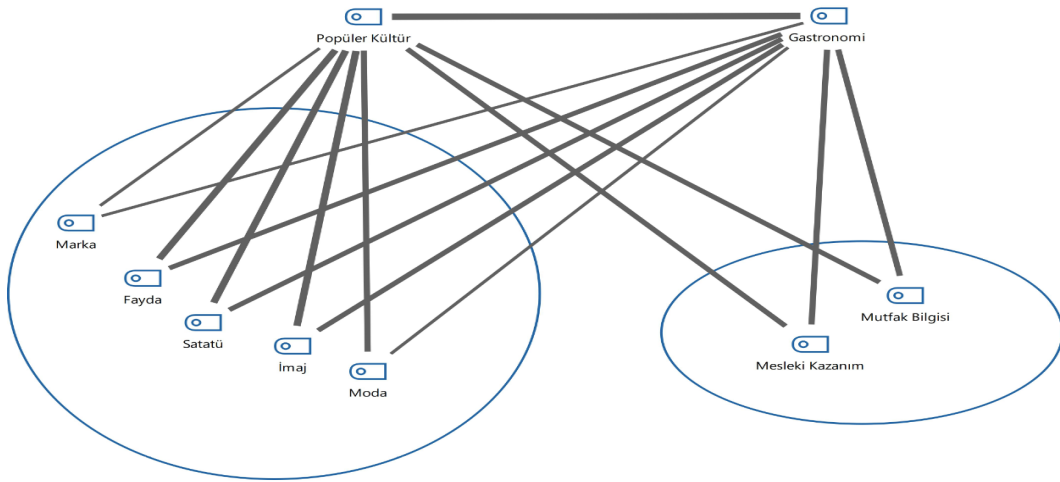 Popüler Kültür
Gastronomi
Marka
Fayda
Satatü
İmaj
Moda
Mutfak Bilgisi
Mesleki Kazanım